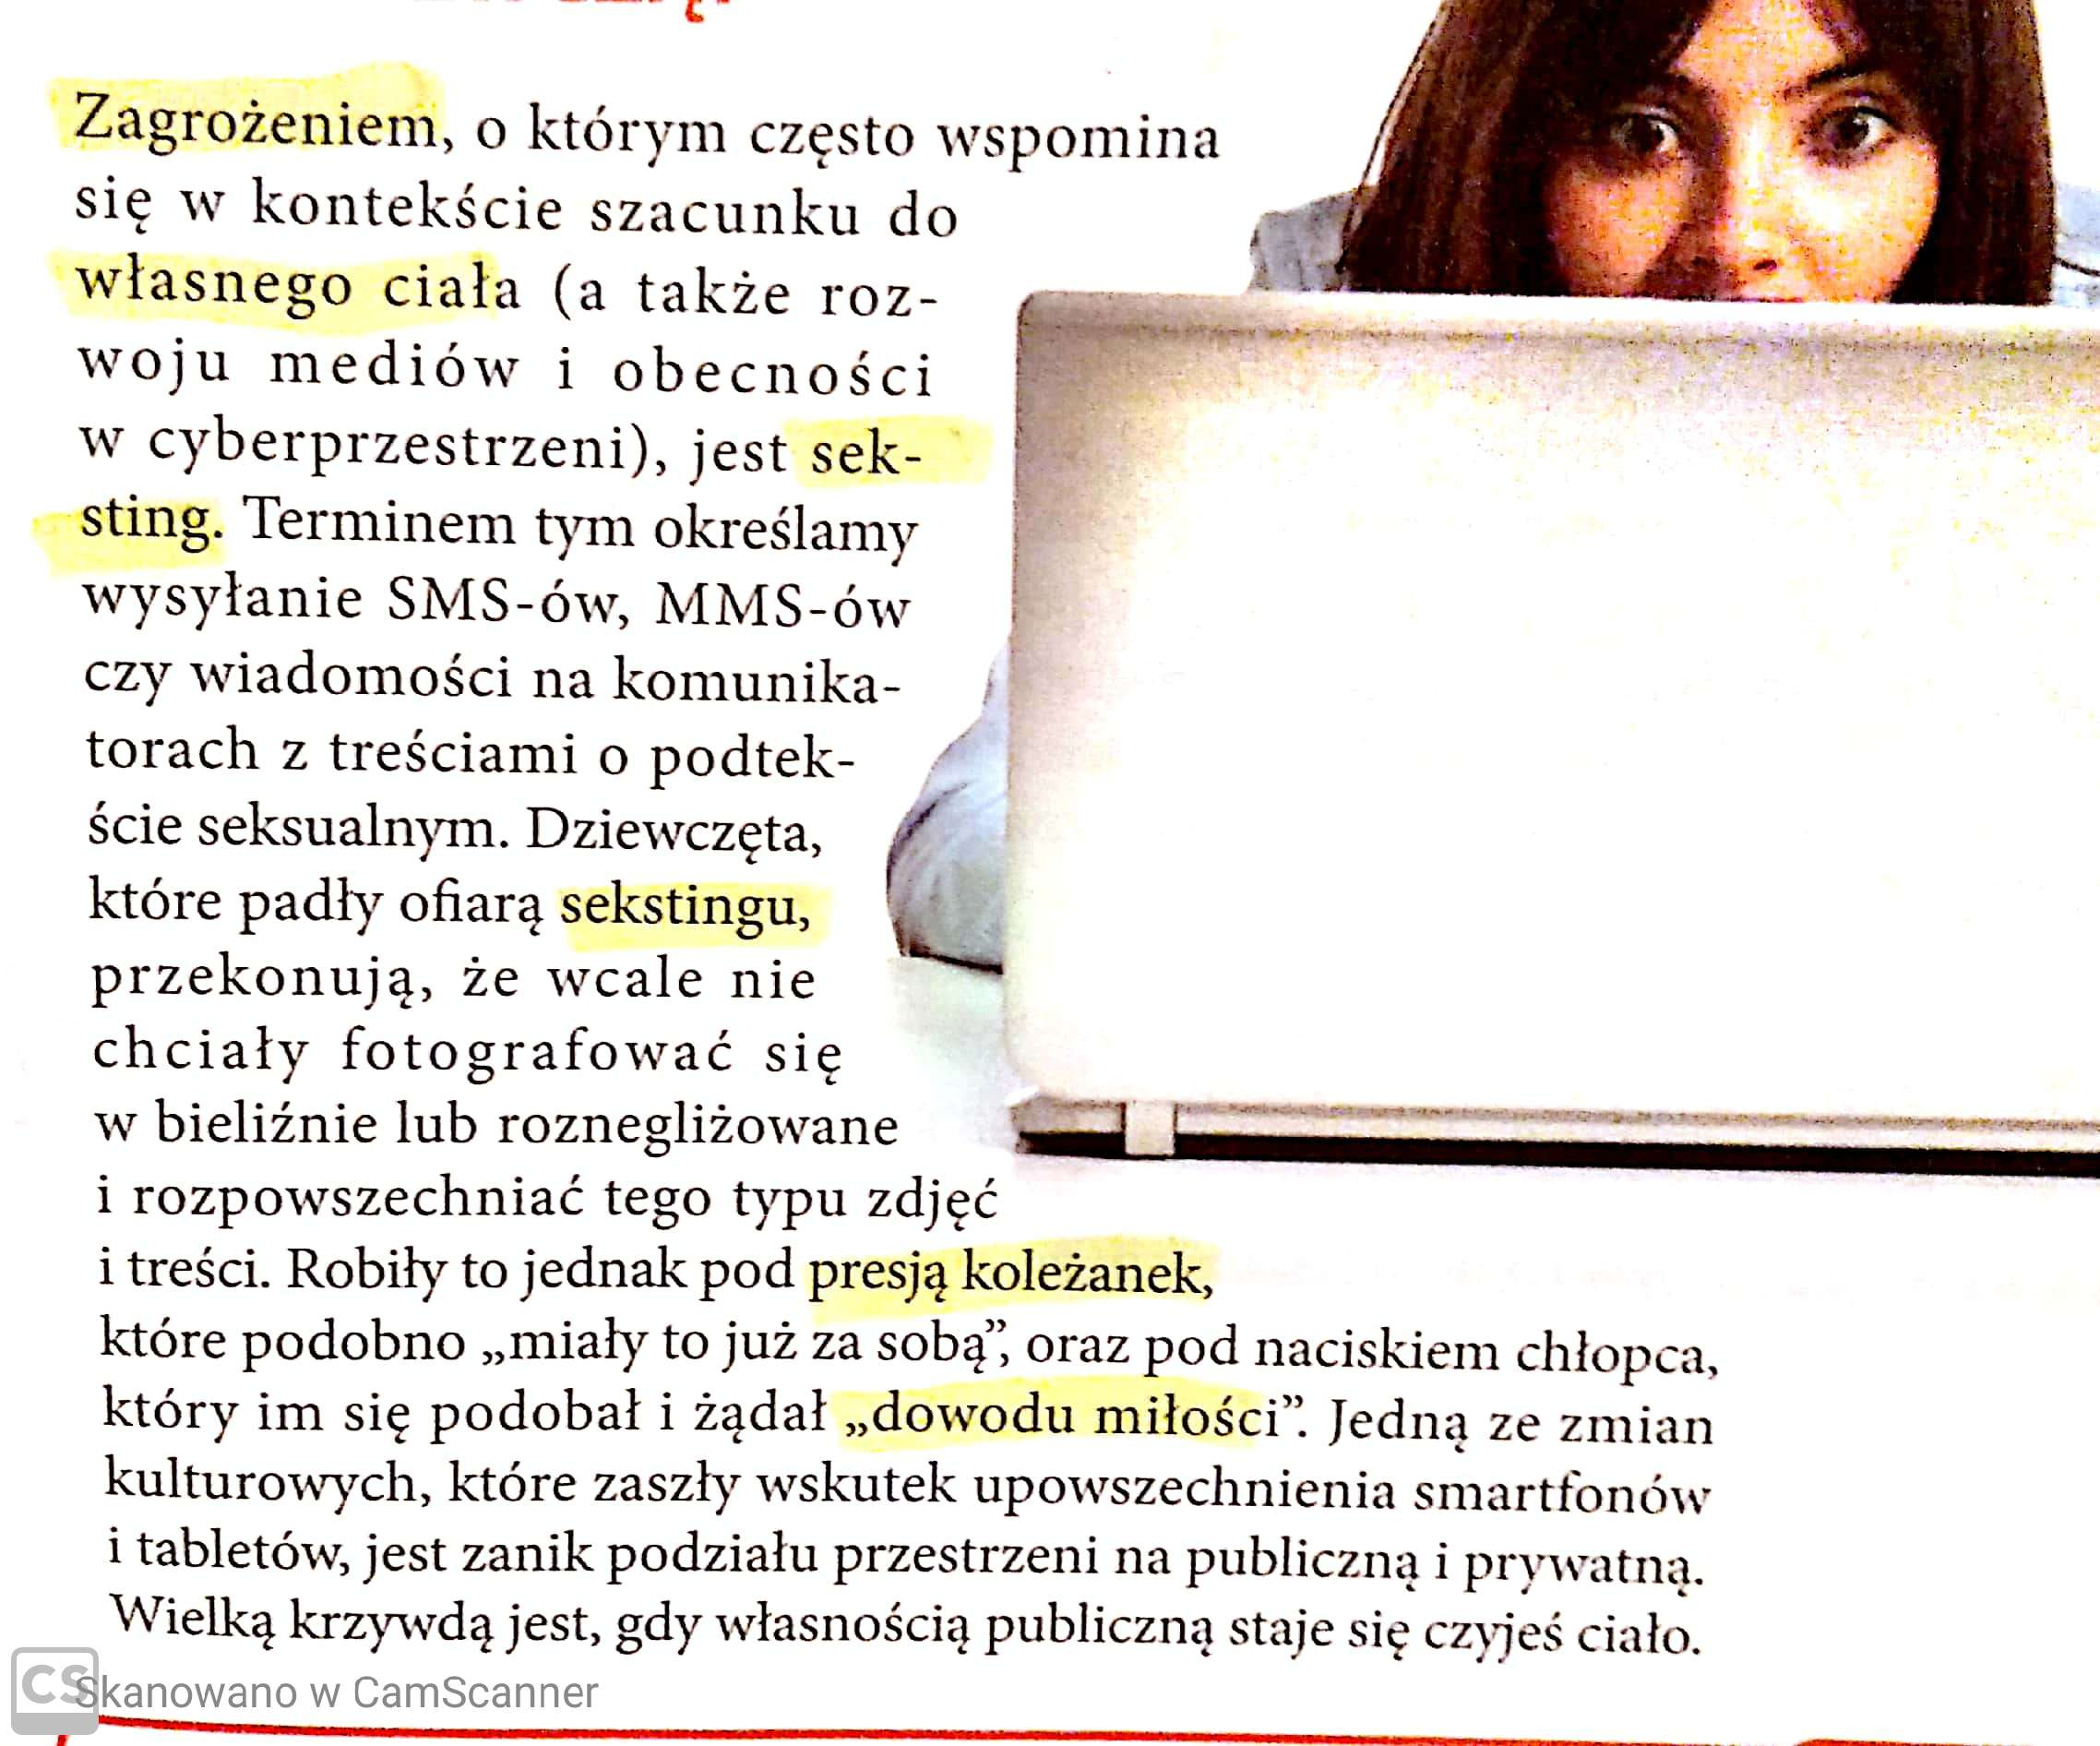 Zagrożeniem, o którym często wspomina
się w kontekście szacunku do
własnego ciała (a także roz-
woju mediów i obecności
w cyberprzestrzeni), jest sek-
sting. Terminem tym określamy
wysyłanie SMS-ów, MMS-ów
czy wiadomości na komunika-
torach z treściami o podtek-
ście seksualnym. Dziewczęta,
które padły ofiarą sekstingu,
przekonują, że wcale nie
chciały fotografować się
w bieliźnie lub roznegliżowane
i rozpowszechniać tego typu zdjęć
i treści. Robiły to jednak pod presją koleżanek,
które podobno „miały to już za sobą”, oraz pod naciskiem chłopca,
który im się podobał i żądał „dowodu miłości”. Jedną ze zmian
kulturowych, które zaszły wskutek upowszechnienia smartfonów
i tabletów, jest zanik podziału przestrzeni na publiczną i prywatną.
Wielką krzywdą jest, gdy własnością publiczną staje się czyjeś ciało.
CS Skanowano w CamScanner